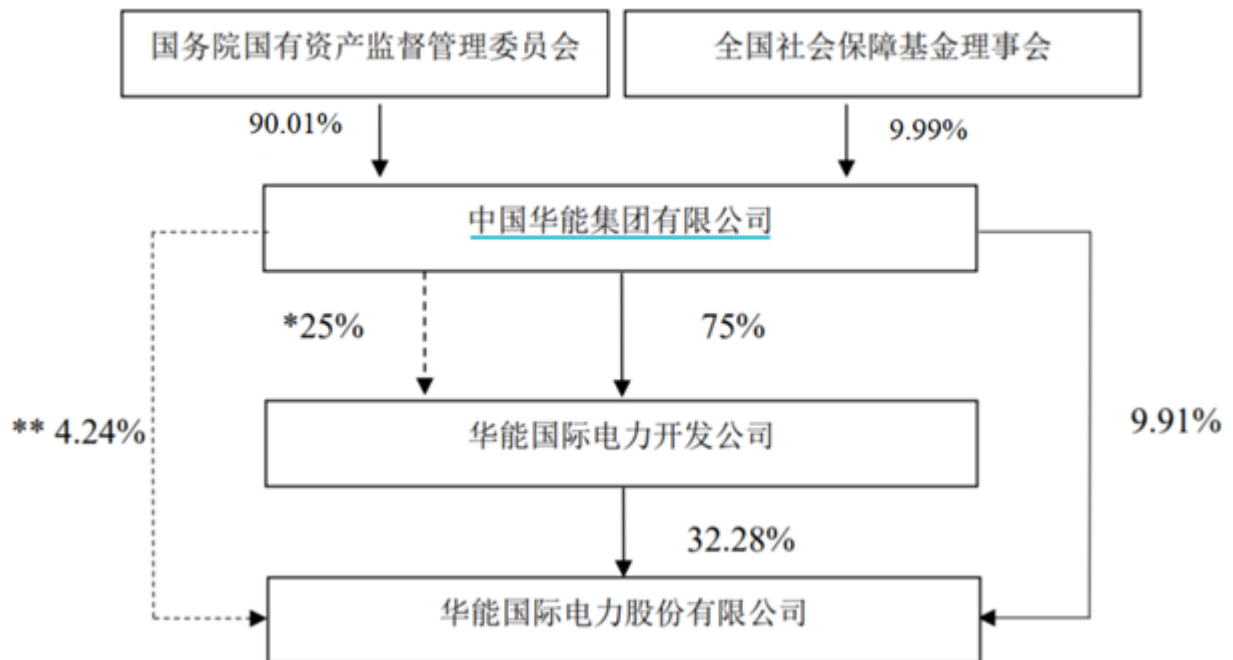 国务院国有资产监督管理委员会
全国社会保障基金理事会
90.01%
9.99%
中国华能集团有限公司
*25%
75%
** 4.24%
9.91%
华能国际电力开发公司
32.28%
华能国际电力股份有限公司